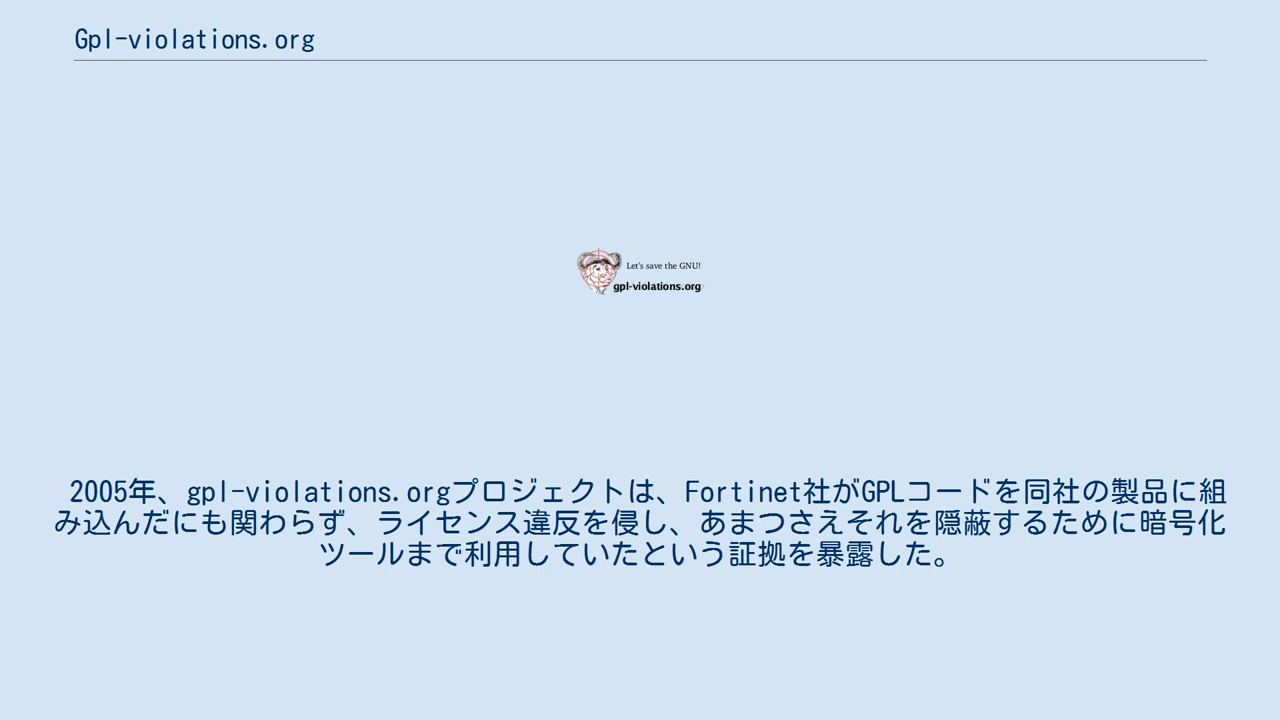 Gpl-violations.org
Let's save the GNU!
gpl-violations.org
2005年、gpl-violations.orgプロジェクトは、Fortinet社がGPLコードを同社の製品に組
み込んだにも関わらず、ライセンス違反を侵し、あまつさえそれを隠蔽するために暗号化
ツールまで利用していたという証拠を暴露した。